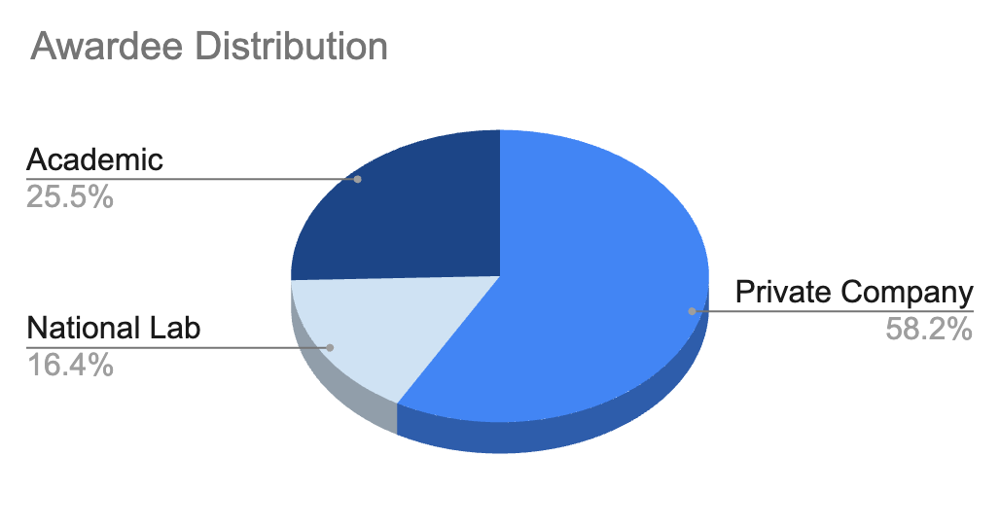 Awardee Distribution
Academic
25.5%
National Lab
16.4%
Private Company
58.2%